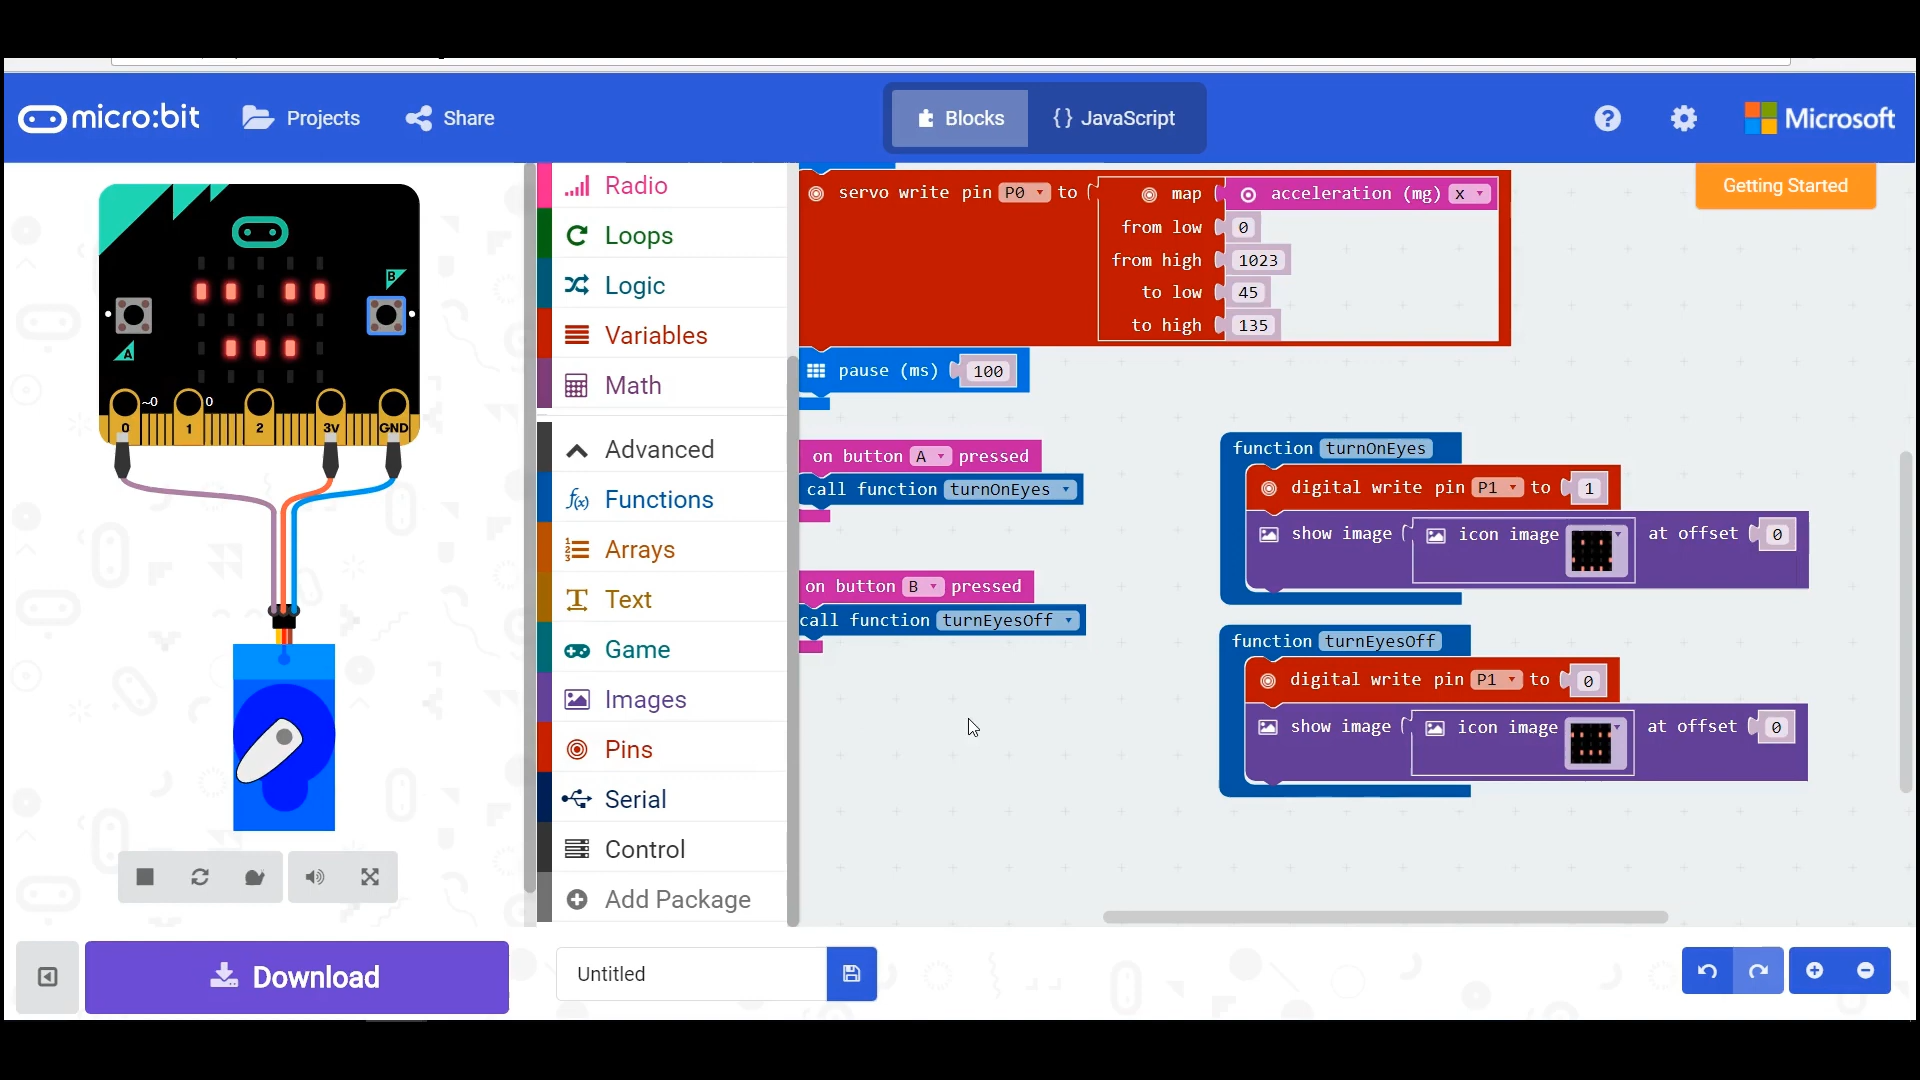 micro:bit
Projects
Share
Blocks
{} JavaScript
?
Microsoft
Getting Started
B
A
~0
0
0
1
2
3V
GND
Radio
Loops
Logic
Variables
Math
Advanced
f(x) Functions
Arrays
Text
Game
Images
Pins
Serial
Control
Add Package
servo write pin P0 to map acceleration (mg) x
from low 0
from high 1023
to low 45
to high 135
pause (ms) 100
on button A pressed
call function turnOnEyes
on button B pressed
call function turnEyesOff
function turnOnEyes
digital write pin P1 to 1
show image icon image at offset 0
function turnEyesOff
digital write pin P1 to 0
show image icon image at offset 0
Download
Untitled